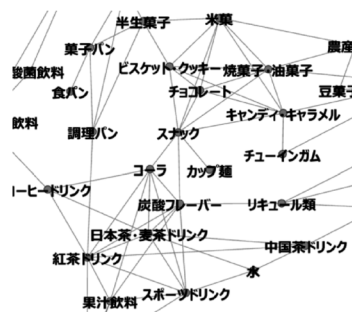 半生菓子
米菓
菓子パン
農産
ビスケット・クッキー
焼菓子・油菓子
酸菌飲料
食パン
チョコレート
豆菓子
キャンディ・キャラメル
飲料
調理パン
スナック
チューインガム
コーラ
カップ麺
ーヒードリンク
炭酸フレーバー
リキュール類
日本茶・麦茶ドリンク
中国茶ドリンク
紅茶ドリンク
水
果汁飲料
スポーツドリンク